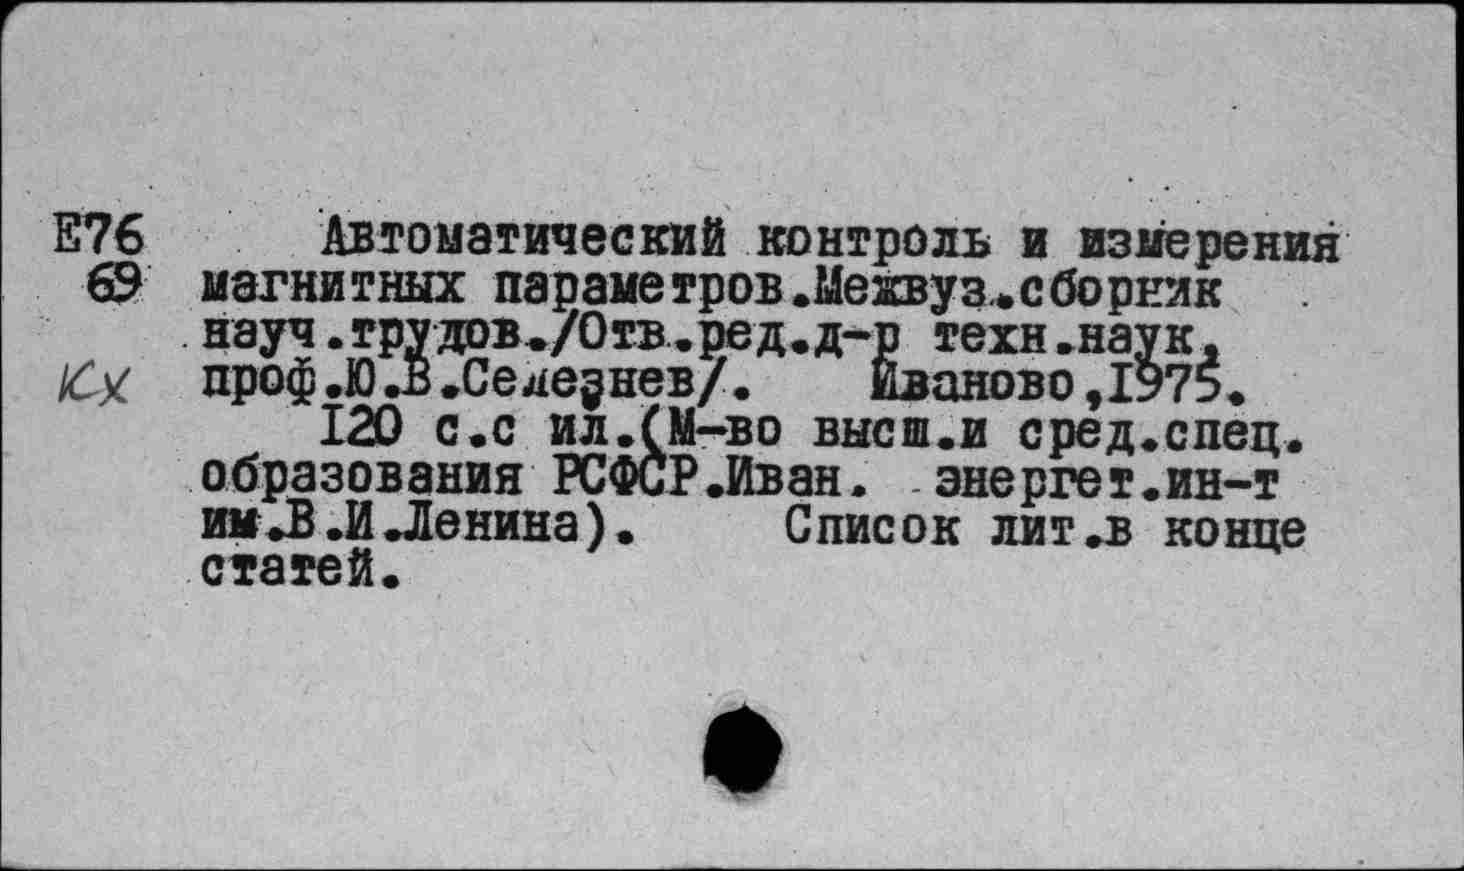 Е76 Автоматический контроль и измерения
69 магнитных параметров.Межвуз.сборник
науч.трудов./Отв.ред.д-р техн.наук,
Кх проф.Ю.В.Селезнев/. Иваново,1975.
120 с.с ил.(М-во высш.и сред.спец.
образования РСФСР.Иван. энергет.ин-т
им.В.И.Ленина). Список лит.в конце
статей.